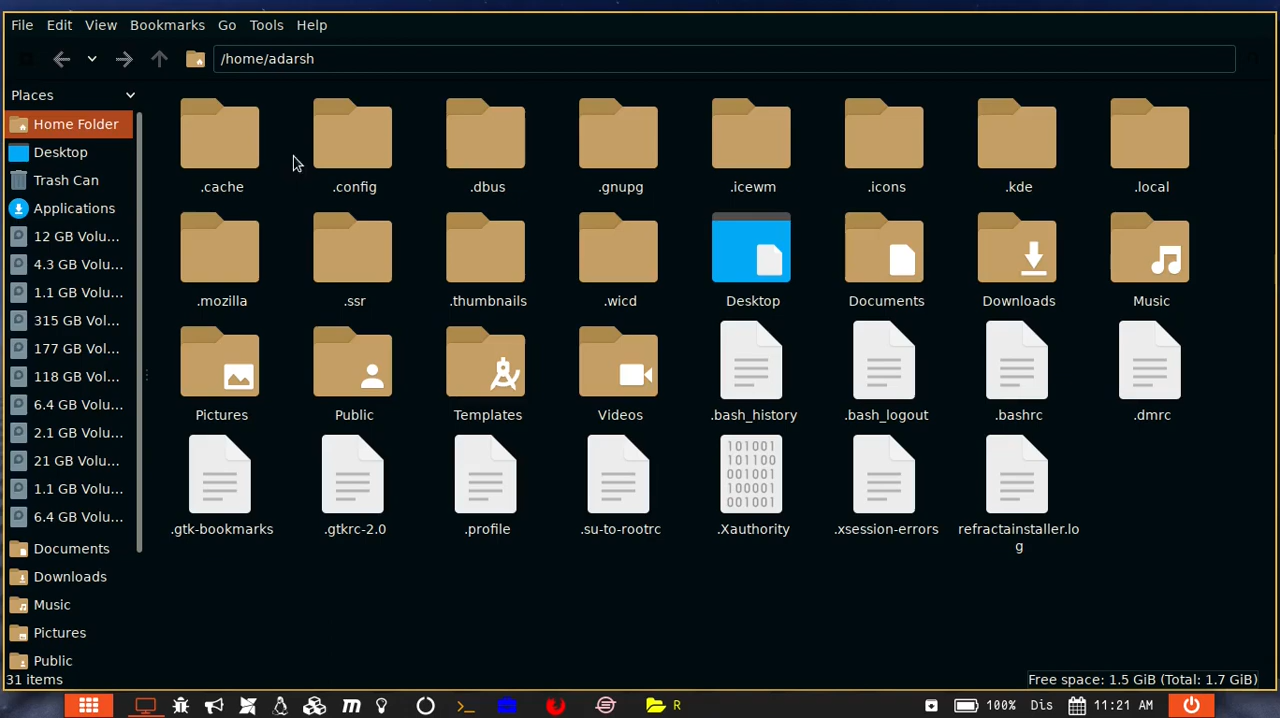 File Edit View Bookmarks Go Tools Help
/home/adarsh
Places
Home Folder
Desktop
Trash Can
Applications
12 GB Volu...
4.3 GB Volu...
1.1 GB Volu...
315 GB Vol...
177 GB Vol...
118 GB Vol...
6.4 GB Volu...
2.1 GB Volu...
21 GB Volu...
1.1 GB Volu...
6.4 GB Volu...
Documents
Downloads
Music
Pictures
Public
.cache .config .dbus .gnupg .icewm .icons .kde .local
.mozilla .ssr .thumbnails .wicd Desktop Documents Downloads Music
Pictures Public Templates Videos .bash_history .bash_logout .bashrc .dmrc
101001
101100
001001
100001
001001
.gtk-bookmarks .gtkrc-2.0 .profile .su-to-rootrc .Xauthority .xsession-errors refractainstaller.lo
g
31 items Free space: 1.5 GiB (Total: 1.7 GiB)
m R 100% Dis 11:21 AM